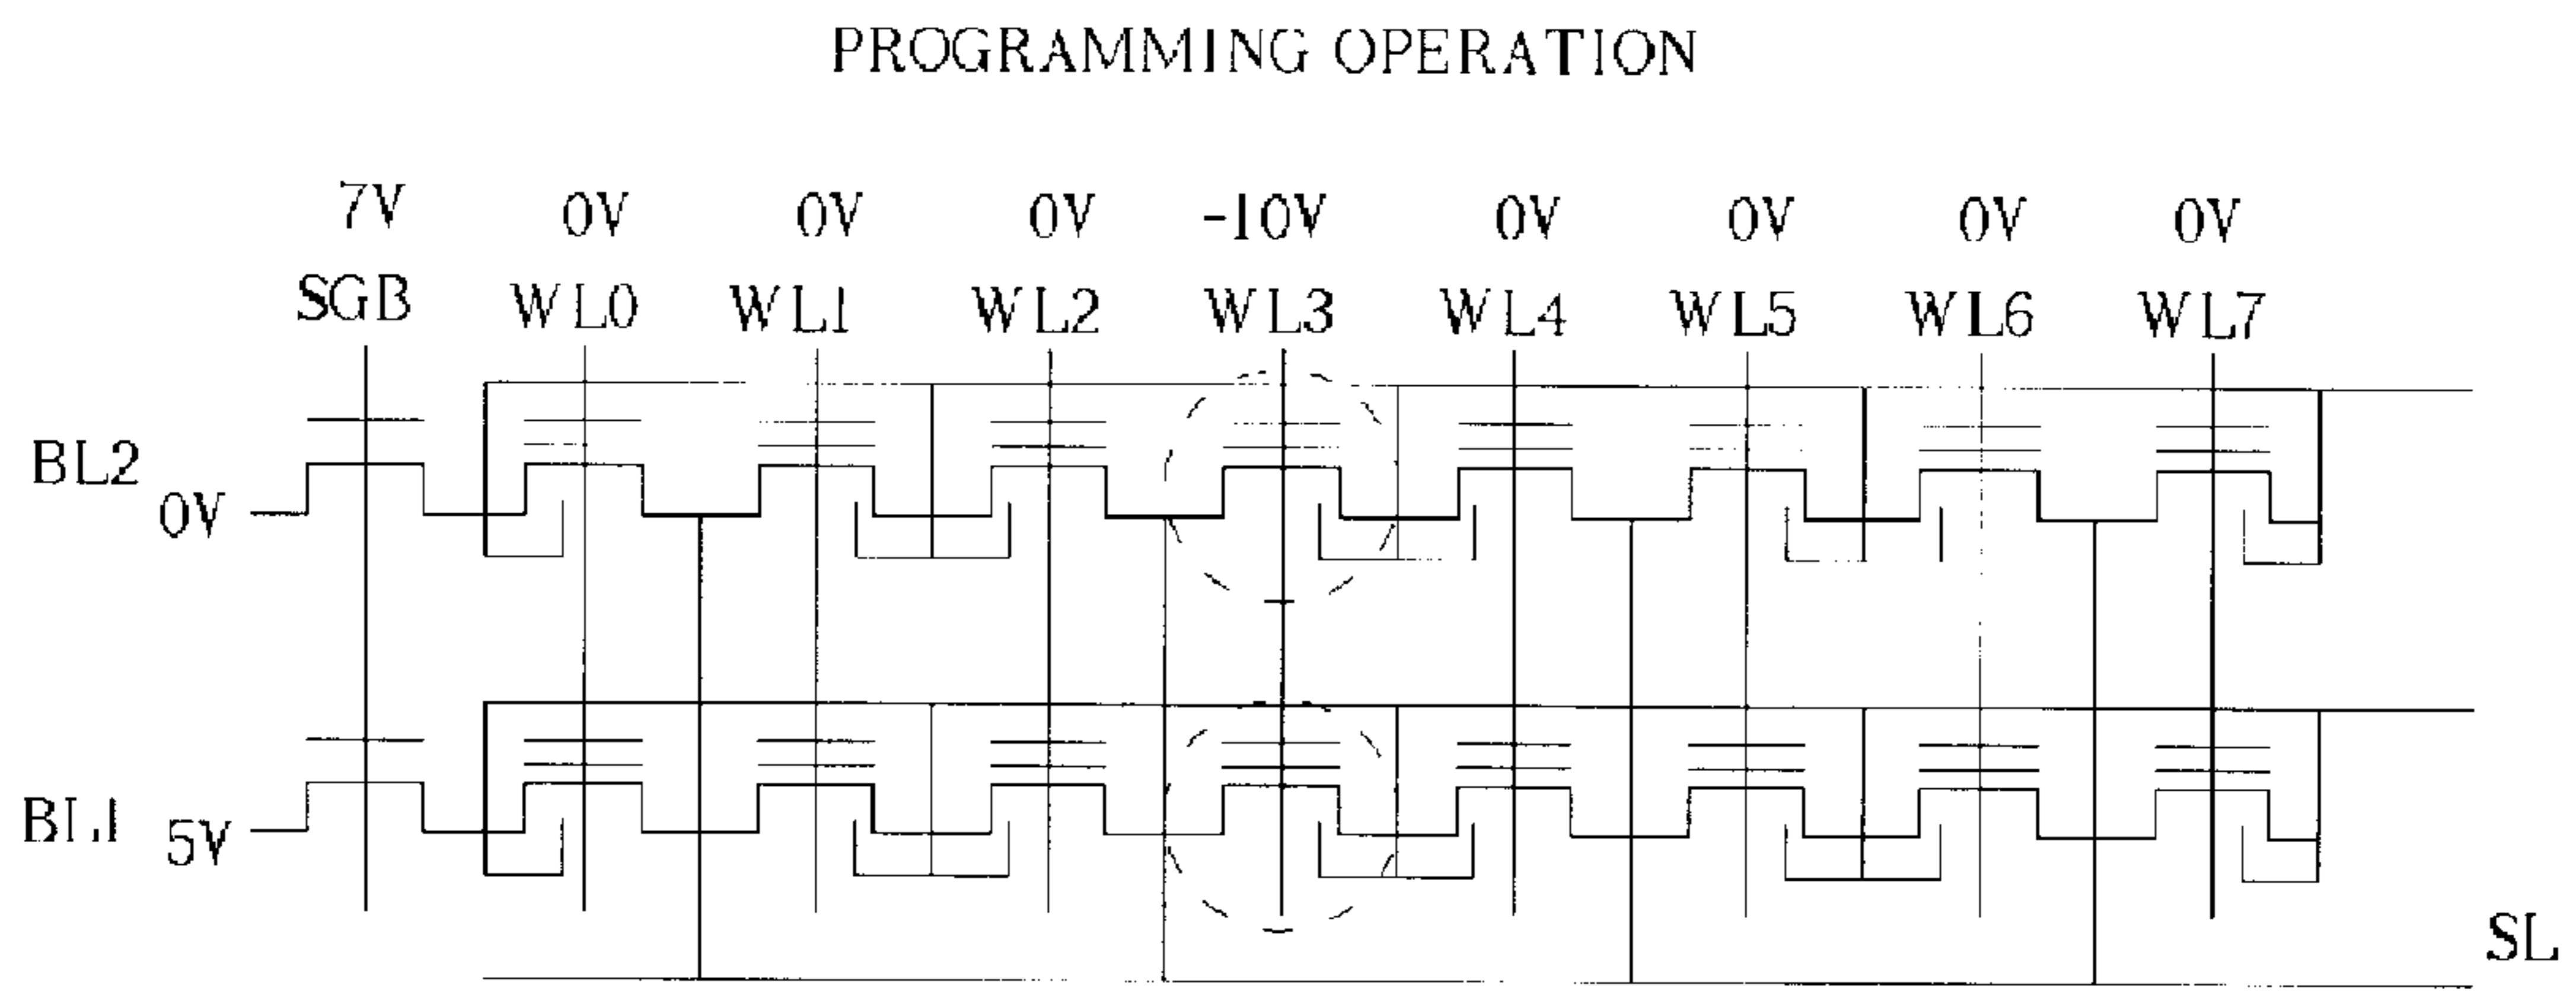 PROGRAMMING OPERATION
7V 0V 0V 0V -10V 0V 0V 0V 0V
SGB WL0 WL1 WL2 WL3 WL4 WL5 WL6 WL7
BL2
0V
BL1
5V
SL